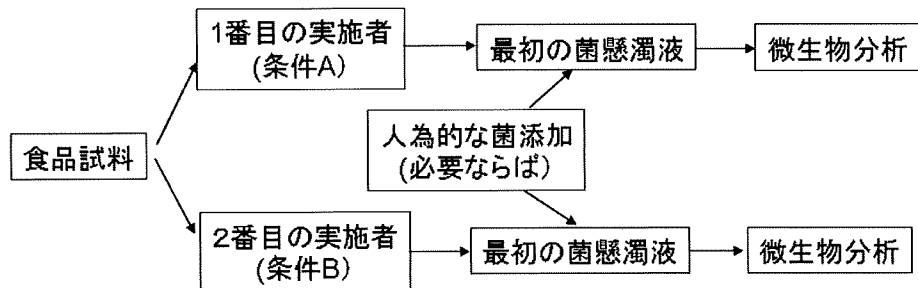 1番目の実施者
(条件A)
最初の菌懸濁液
微生物分析
人為的な菌添加
(必要ならば)
食品試料
2番目の実施者
(条件B)
最初の菌懸濁液
微生物分析